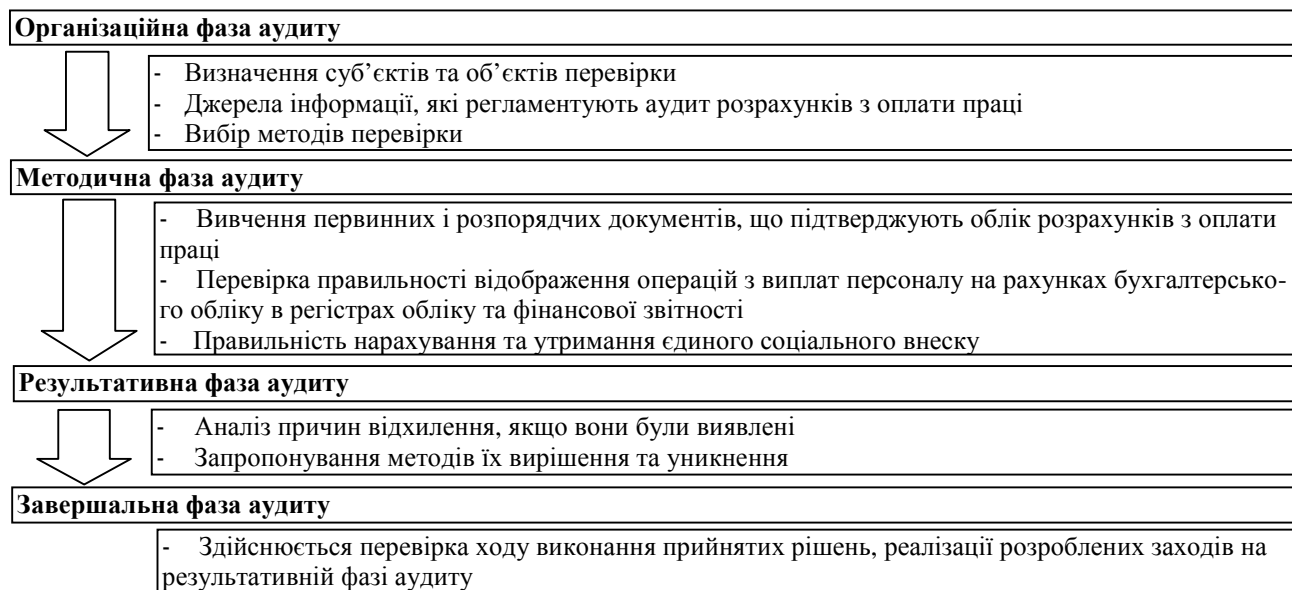 Організаційна фаза аудиту
- Визначення суб’єктів та об’єктів перевірки
- Джерела інформації, які регламентують аудит розрахунків з оплати праці
- Вибір методів перевірки
Методична фаза аудиту
- Вивчення первинних і розпорядчих документів, що підтверджують облік розрахунків з оплати
праці
- Перевірка правильності відображення операцій з виплат персоналу на рахунках бухгалтерсько-
го обліку в регістрах обліку та фінансової звітності
- Правильність нарахування та утримання єдиного соціального внеску
Результативна фаза аудиту
- Аналіз причин відхилення, якщо вони були виявлені
- Запропонування методів їх вирішення та уникнення
Завершальна фаза аудиту
- Здійснюється перевірка ходу виконання прийнятих рішень, реалізації розроблених заходів на
результативній фазі аудиту